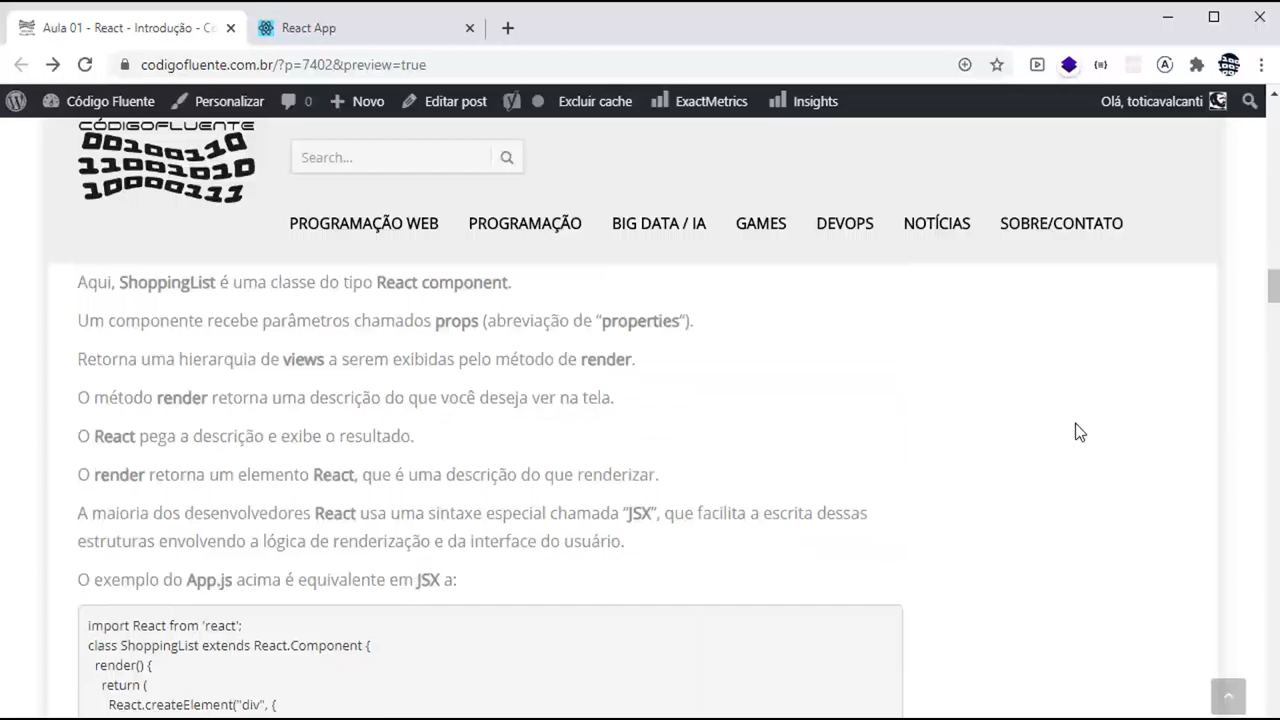 Aula 01 - React - Introdução - Co
React App
codigofluente.com.br/?p=7402&preview=true
Código Fluente
Personalizar
0
Novo
Editar post
Excluir cache
ExactMetrics
Insights
Olá, toticavalcanti
CÓDIGOFLUENTE
00100110
11001010
10000111
Search...
PROGRAMAÇÃO WEB
PROGRAMAÇÃO
BIG DATA / IA
GAMES
DEVOPS
NOTÍCIAS
SOBRE/CONTATO
Aqui, ShoppingList é uma classe do tipo React component.
Um componente recebe parâmetros chamados props (abreviação de “properties“).
Retorna uma hierarquia de views a serem exibidas pelo método de render.
O método render retorna uma descrição do que você deseja ver na tela.
O React pega a descrição e exibe o resultado.
O render retorna um elemento React, que é uma descrição do que renderizar.
A maioria dos desenvolvedores React usa uma sintaxe especial chamada “JSX”, que facilita a escrita dessas
estruturas envolvendo a lógica de renderização e da interface do usuário.
O exemplo do App.js acima é equivalente em JSX a:
import React from 'react';
class ShoppingList extends React.Component {
render() {
return (
React.createElement("div", {